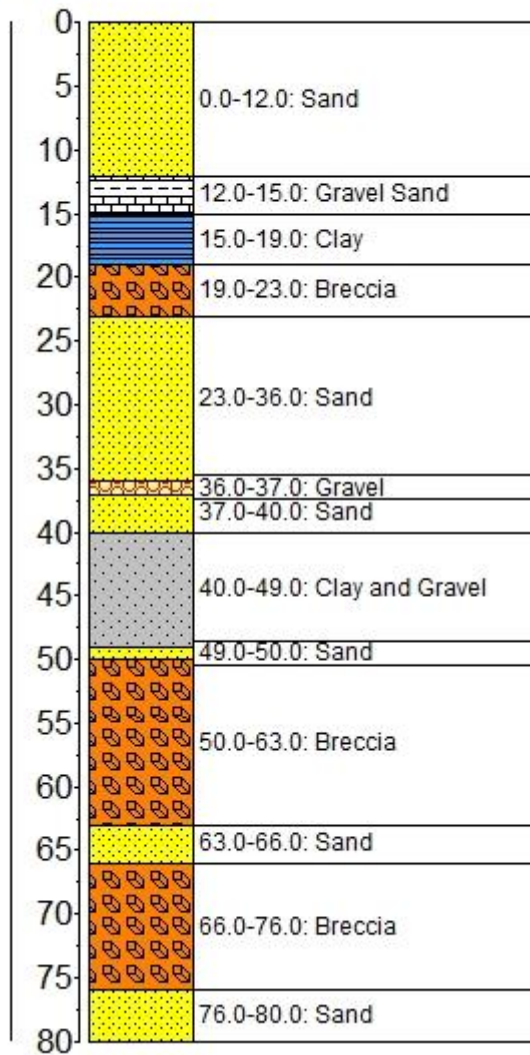 0
5
10
15
20
25
30
35
40
45
50
55
60
65
70
75
80
0.0-12.0: Sand
12.0-15.0: Gravel Sand
15.0-19.0: Clay
19.0-23.0: Breccia
23.0-36.0: Sand
36.0-37.0: Gravel
37.0-40.0: Sand
40.0-49.0: Clay and Gravel
49.0-50.0: Sand
50.0-63.0: Breccia
63.0-66.0: Sand
66.0-76.0: Breccia
76.0-80.0: Sand